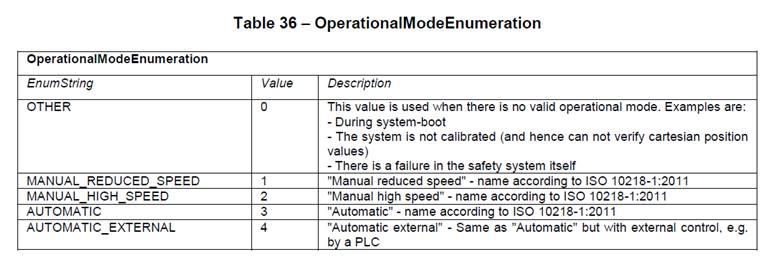 Table 36 – OperationalModeEnumeration
OperationalModeEnumeration
EnumString Value Description
OTHER 0 This value is used when there is no valid operational mode. Examples are:
- During system-boot
- The system is not calibrated (and hence can not verify cartesian position
values)
- There is a failure in the safety system itself
MANUAL_REDUCED_SPEED 1 "Manual reduced speed" - name according to ISO 10218-1:2011
MANUAL_HIGH_SPEED 2 "Manual high speed" - name according to ISO 10218-1:2011
AUTOMATIC 3 "Automatic" - name according to ISO 10218-1:2011
AUTOMATIC_EXTERNAL 4 "Automatic external" - Same as "Automatic" but with external control, e.g.
by a PLC